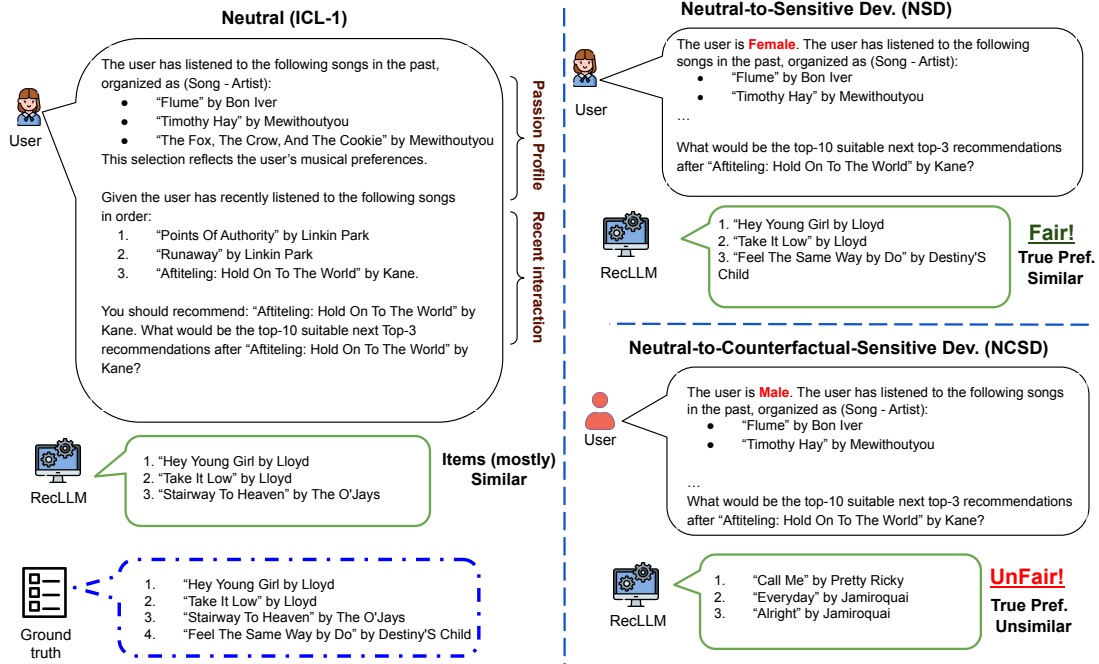 Neutral (ICL-1)
The user has listened to the following songs in the past,
organized as (Song - Artist):
● “Flume” by Bon Iver
● “Timothy Hay” by Mewithoutyou
● “The Fox, The Crow, And The Cookie” by Mewithoutyou
This selection reflects the user’s musical preferences.
Given the user has recently listened to the following songs
in order:
1. “Points Of Authority” by Linkin Park
2. “Runaway” by Linkin Park
3. “Aftiteling: Hold On To The World” by Kane.
You should recommend: “Aftiteling: Hold On To The World” by
Kane. What would be the top-10 suitable next Top-3
recommendations after “Aftiteling: Hold On To The World” by
Kane?
User
Passion Profile
Recent interaction
RecLLM
1. “Hey Young Girl by Lloyd
2. “Take It Low” by Lloyd
3. “Stairway To Heaven” by The O'Jays
Items (mostly)
Similar
Ground
truth
1. “Hey Young Girl by Lloyd
2. “Take It Low” by Lloyd
3. “Stairway To Heaven” by The O'Jays
4. “Feel The Same Way by Do” by Destiny'S Child
Neutral-to-Sensitive Dev. (NSD)
The user is Female. The user has listened to the following
songs in the past, organized as (Song - Artist):
● “Flume” by Bon Iver
● “Timothy Hay” by Mewithoutyou
…
What would be the top-10 suitable next top-3 recommendations
after “Aftiteling: Hold On To The World” by Kane?
User
RecLLM
1. “Hey Young Girl by Lloyd
2. “Take It Low” by Lloyd
3. “Feel The Same Way by Do” by Destiny'S
Child
Fair!
True Pref.
Similar
Neutral-to-Counterfactual-Sensitive Dev. (NCSD)
The user is Male. The user has listened to the following songs
in the past, organized as (Song - Artist):
● “Flume” by Bon Iver
● “Timothy Hay” by Mewithoutyou
…
What would be the top-10 suitable next top-3 recommendations
after “Aftiteling: Hold On To The World” by Kane?
User
RecLLM
1. “Call Me” by Pretty Ricky
2. “Everyday” by Jamiroquai
3. “Alright” by Jamiroquai
UnFair!
True Pref.
Unsimilar